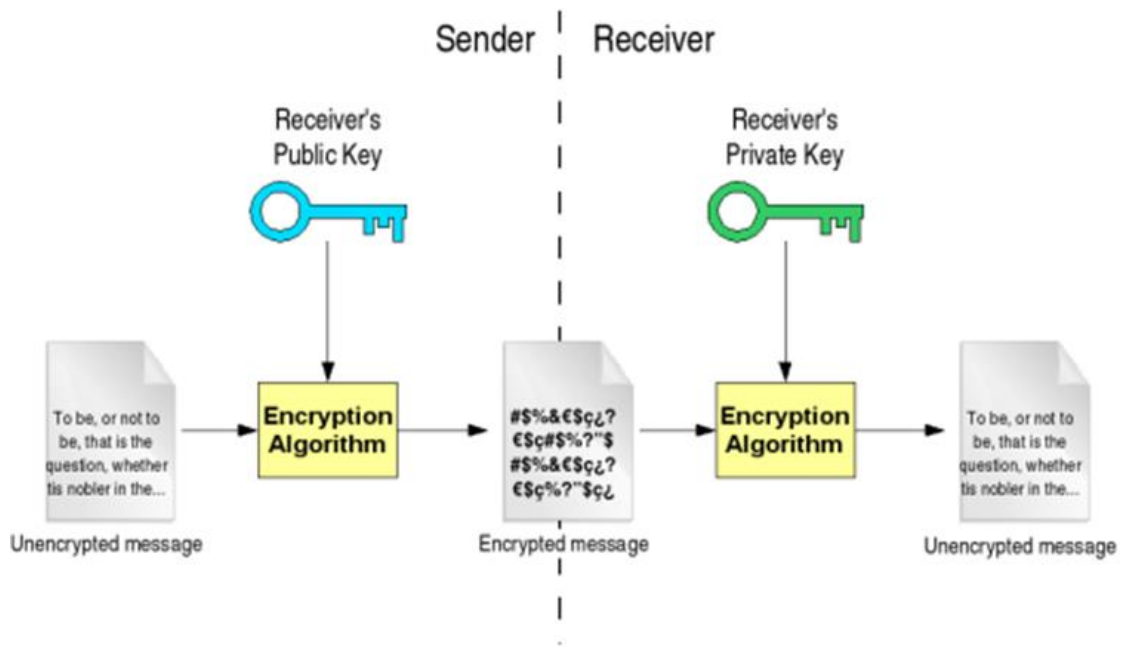 Sender
Receiver
Receiver's
Public Key
Receiver's
Private Key
To be, or not to
be, that is the
question, whether
tis nobler in the...
Unencrypted message
Encryption
Algorithm
#$%&€$ç¿?
€$ç#$%?"$
#$%&€$ç¿?
€$ç%?"$ç¿
Encrypted message
Encryption
Algorithm
To be, or not to
be, that is the
question, whether
tis nobler in the...
Unencrypted message